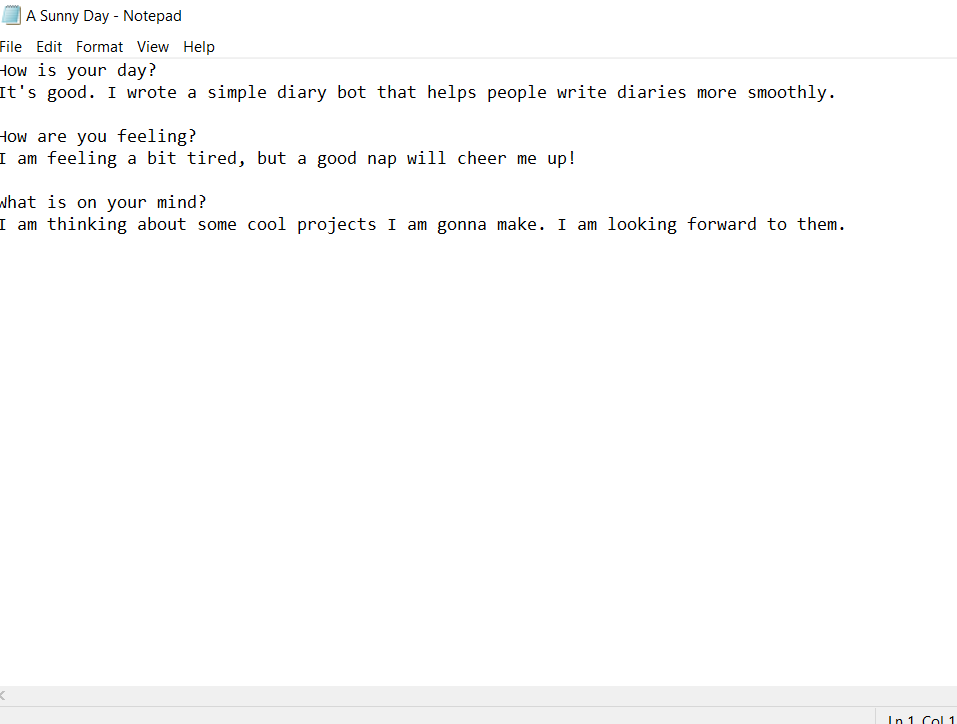 A Sunny Day - Notepad
File Edit Format View Help
How is your day?
It's good. I wrote a simple diary bot that helps people write diaries more smoothly.
How are you feeling?
I am feeling a bit tired, but a good nap will cheer me up!
What is on your mind?
I am thinking about some cool projects I am gonna make. I am looking forward to them.
Ln 1, Col 1